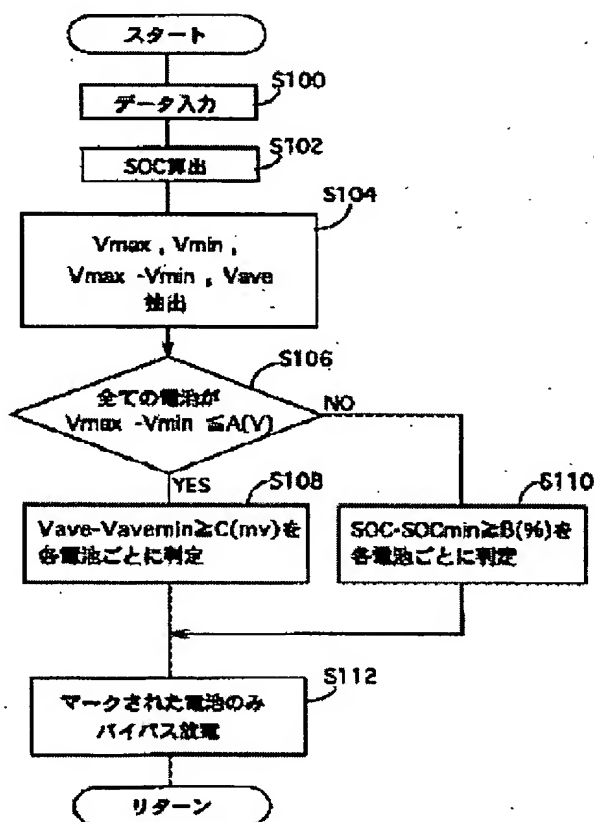 スタート
S100
データ入力
S102
SOC算出
S104
Vmax , Vmin ,
Vmax -Vmin , Vave
抽出
S106
全ての電池が
Vmax -Vmin ≦A(V)
NO
YES
S108
Vave-Vavemin≧C(mv)を
各電池ごとに判定
S110
SOC-SOCmin≧B(%)を
各電池ごとに判定
S112
マークされた電池のみ
バイパス放電
リターン